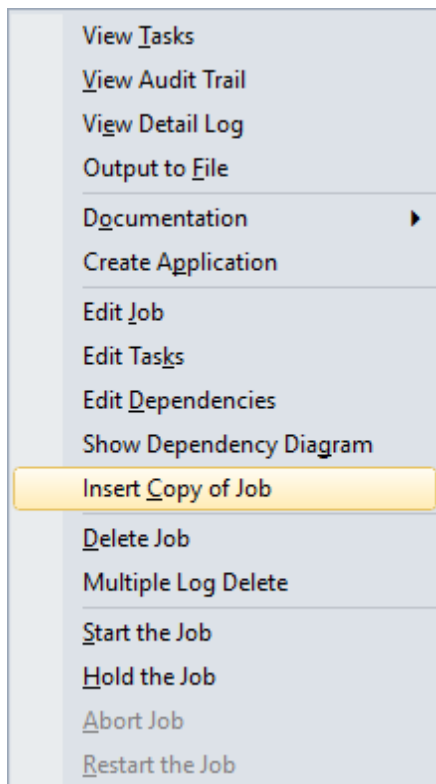 View Tasks
View Audit Trail
View Detail Log
Output to File
Documentation
Create Application
Edit Job
Edit Tasks
Edit Dependencies
Show Dependency Diagram
Insert Copy of Job
Delete Job
Multiple Log Delete
Start the Job
Hold the Job
Abort Job
Restart the Job